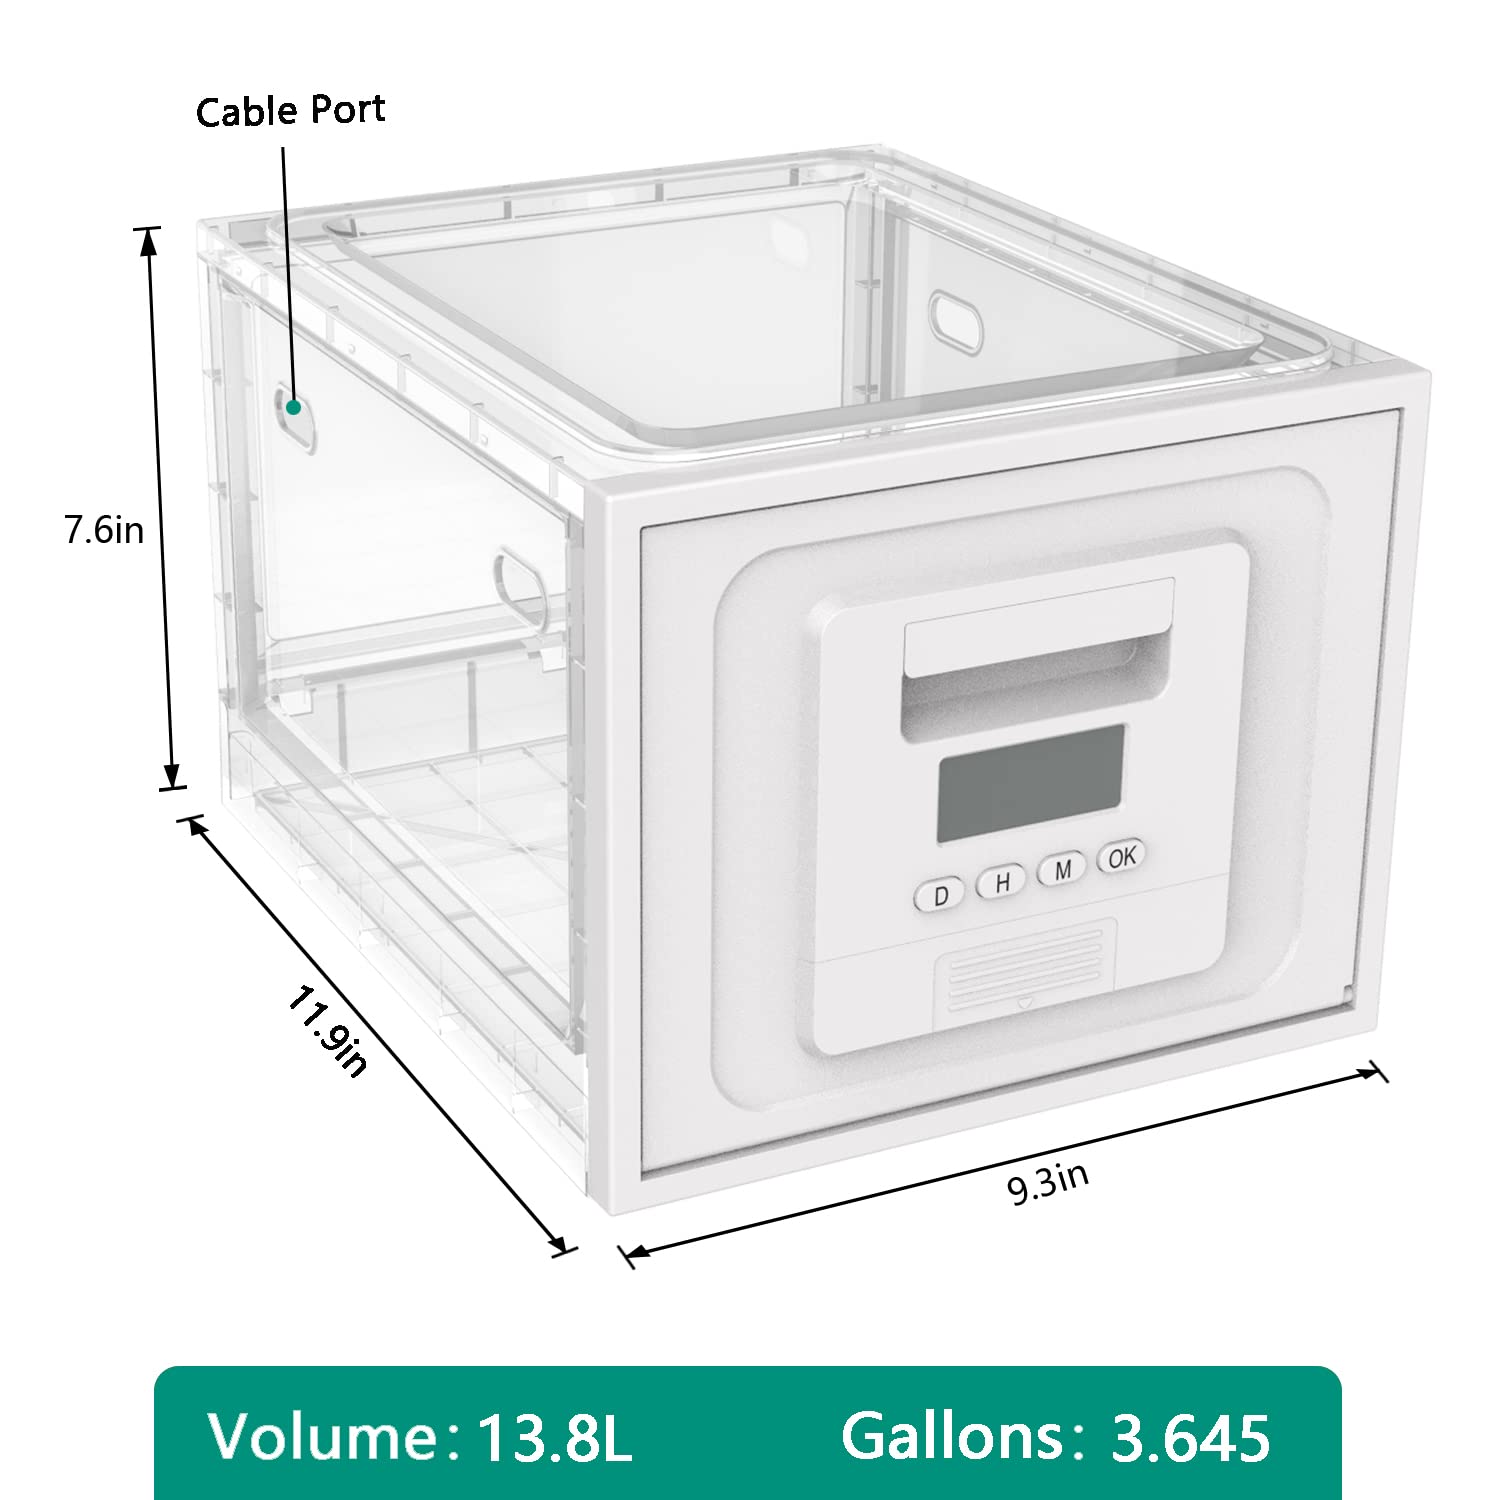 Cable Port
7.6in
11.9in
9.3in
D H M OK
Volume: 13.8L
Gallons: 3.645